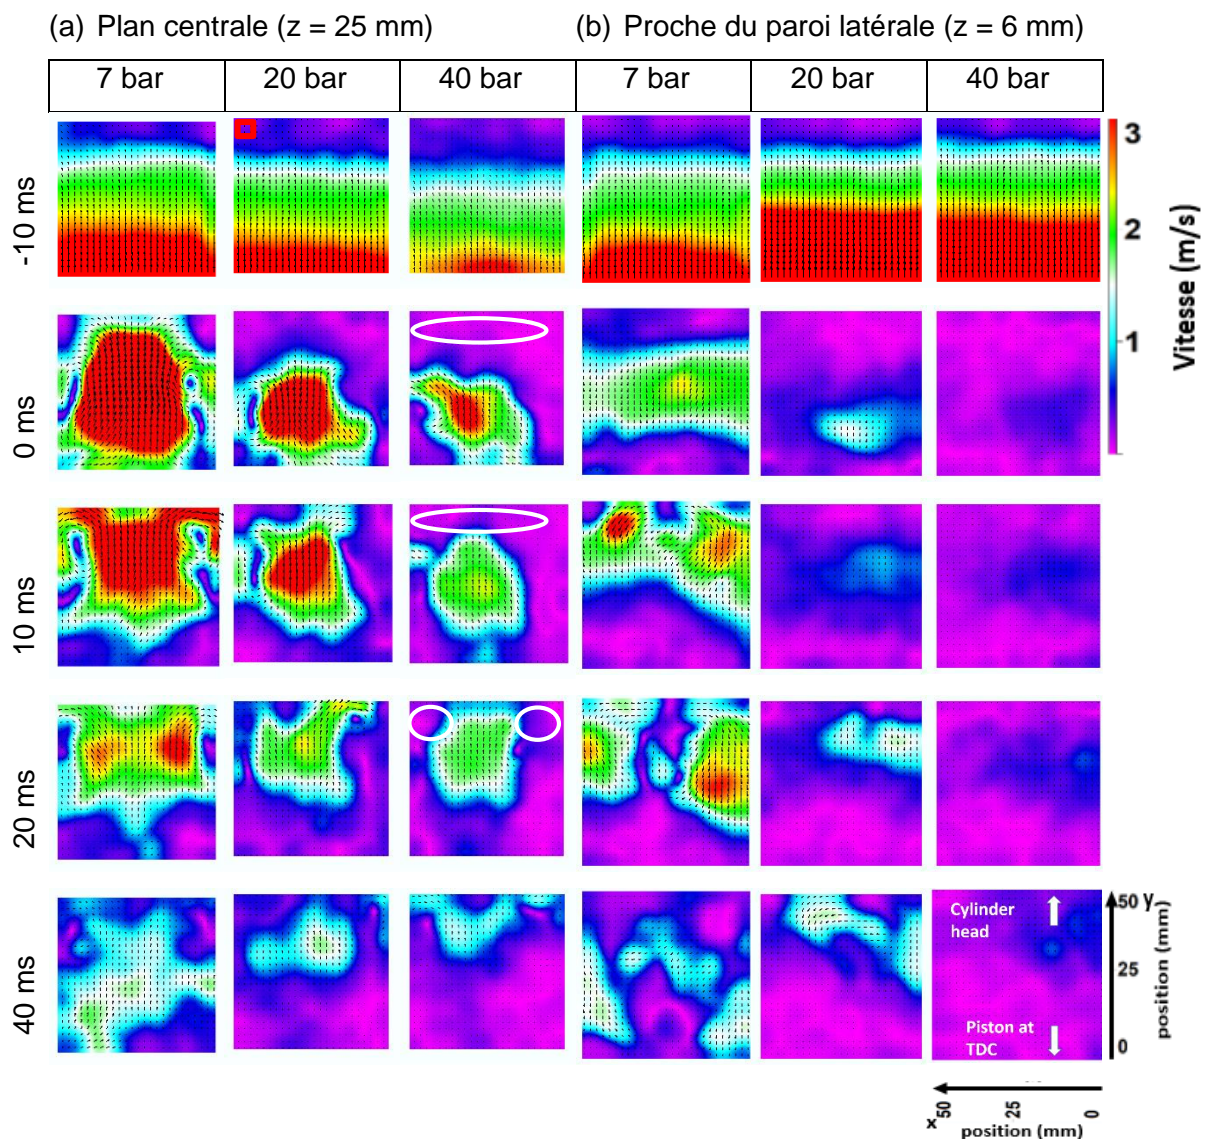 (a) Plan centrale (z = 25 mm)
(b) Proche du paroi latérale (z = 6 mm)
7 bar 20 bar 40 bar 7 bar 20 bar 40 bar
-10 ms
0 ms
10 ms
20 ms
40 ms
3
2
1
Vitesse (m/s)
Cylinder
head
Piston at
TDC
50 y
25
0
position (mm)
x 50 25 0
position (mm)